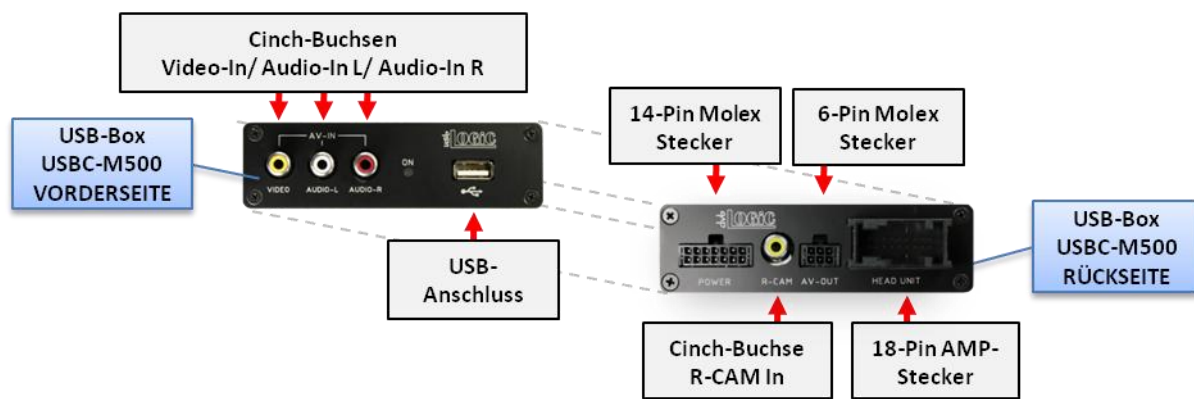 Cinch-Buchsen
Video-In/ Audio-In L/ Audio-In R
14-Pin Molex
Stecker
6-Pin Molex
Stecker
USB-Box
USBC-M500
VORDERSEITE
AV-IN
ON
VIDEO
AUDIO-L
AUDIO-R
dvb LOGiC
USB-
Anschluss
dvb LOGiC
POWER
R-CAM
AV-OUT
HEAD UNIT
USB-Box
USBC-M500
RÜCKSEITE
Cinch-Buchse
R-CAM In
18-Pin AMP-
Stecker